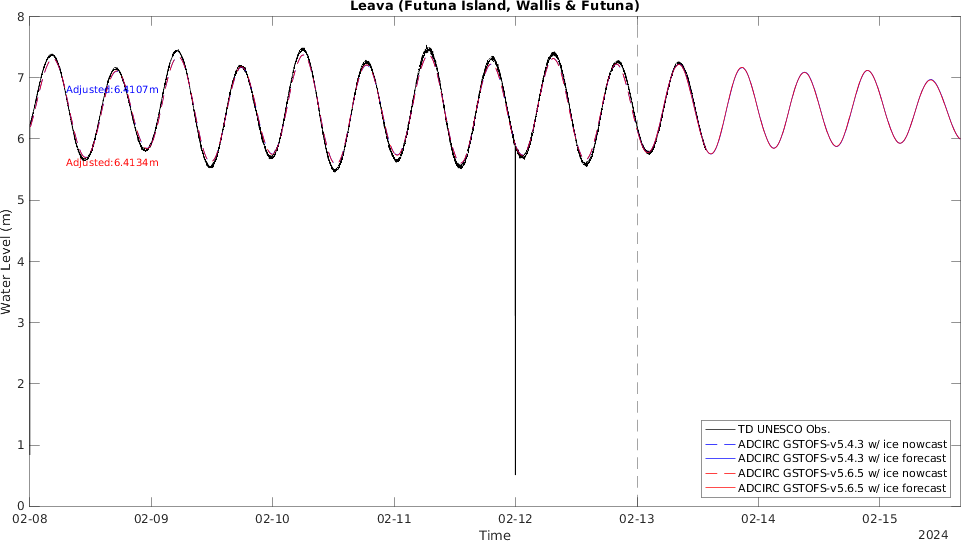 Leava (Futuna Island, Wallis & Futuna)
8
7
6
5
4
3
2
1
0
Water Level (m)
Adjusted:6.4107m
Adjusted:6.4134m
TD UNESCO Obs.
ADCIRC GSTOFS-v5.4.3 w/ ice nowcast
ADCIRC GSTOFS-v5.4.3 w/ ice forecast
ADCIRC GSTOFS-v5.6.5 w/ ice nowcast
ADCIRC GSTOFS-v5.6.5 w/ ice forecast
02-08 02-09 02-10 02-11 02-12 02-13 02-14 02-15
Time
2024